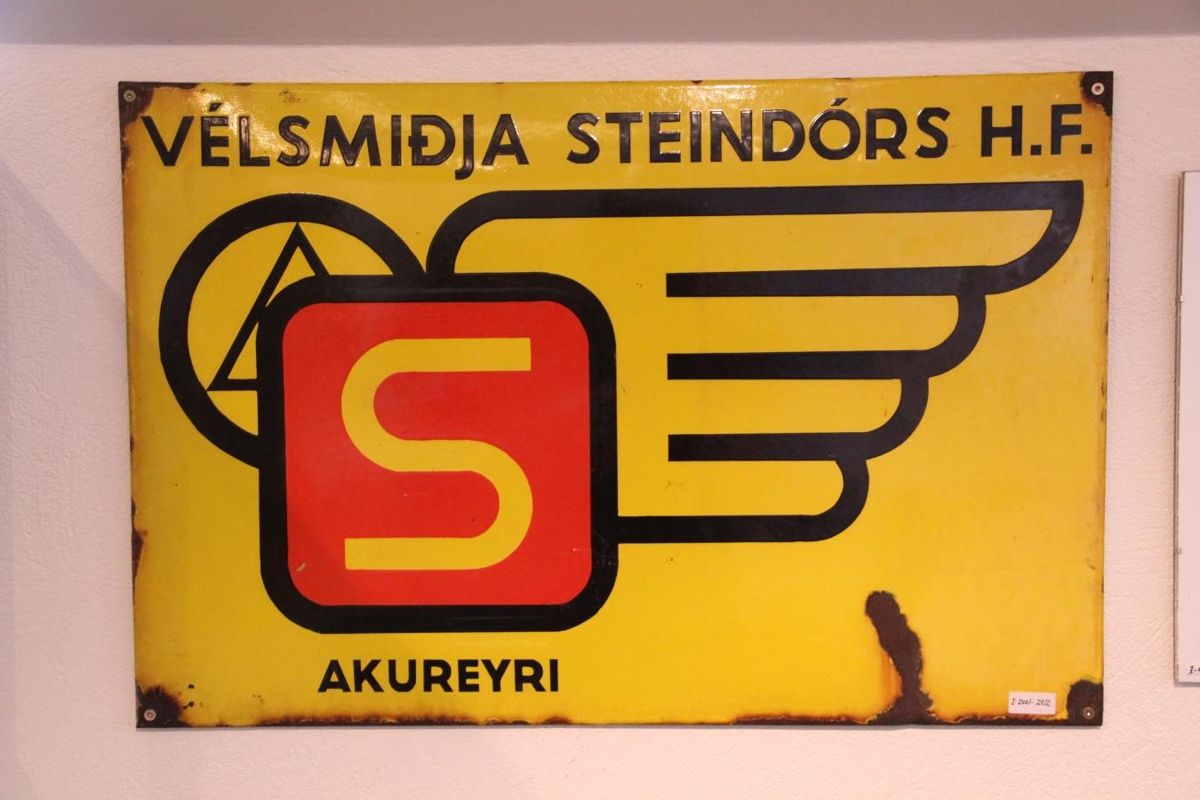 VÉLSMIÐJA STEINDÓRS H.F.
S
AKUREYRI